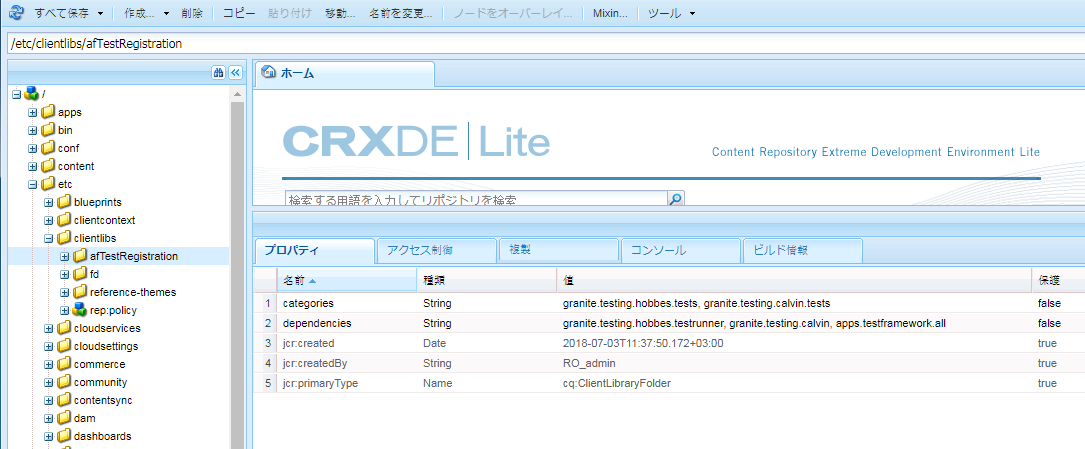 すべて保存 作成... 削除 コピー 貼り付け 移動... 名前を変更... ノードをオーバーレイ... Mixin... ツール
/etc/clientlibs/afTestRegistration
/
apps
bin
conf
content
etc
blueprints
clientcontext
clientlibs
afTestRegistration
fd
reference-themes
rep:policy
cloudservices
cloudsettings
commerce
community
contentsync
dam
dashboards
ホーム
CRXDE Lite
Content Repository Extreme Development Environment Lite
検索する用語を入力してリポジトリを検索
プロパティ アクセス制御 複製 コンソール ビルド情報
名前 種類 値 保護
1 categories String granite.testing.hobbes.tests, granite.testing.calvin.tests false
2 dependencies String granite.testing.hobbes.testrunner, granite.testing.calvin, apps.testframework.all false
3 jcr:created Date 2018-07-03T11:37:50.172+03:00 true
4 jcr:createdBy String RO_admin true
5 jcr:primaryType Name cq:ClientLibraryFolder true